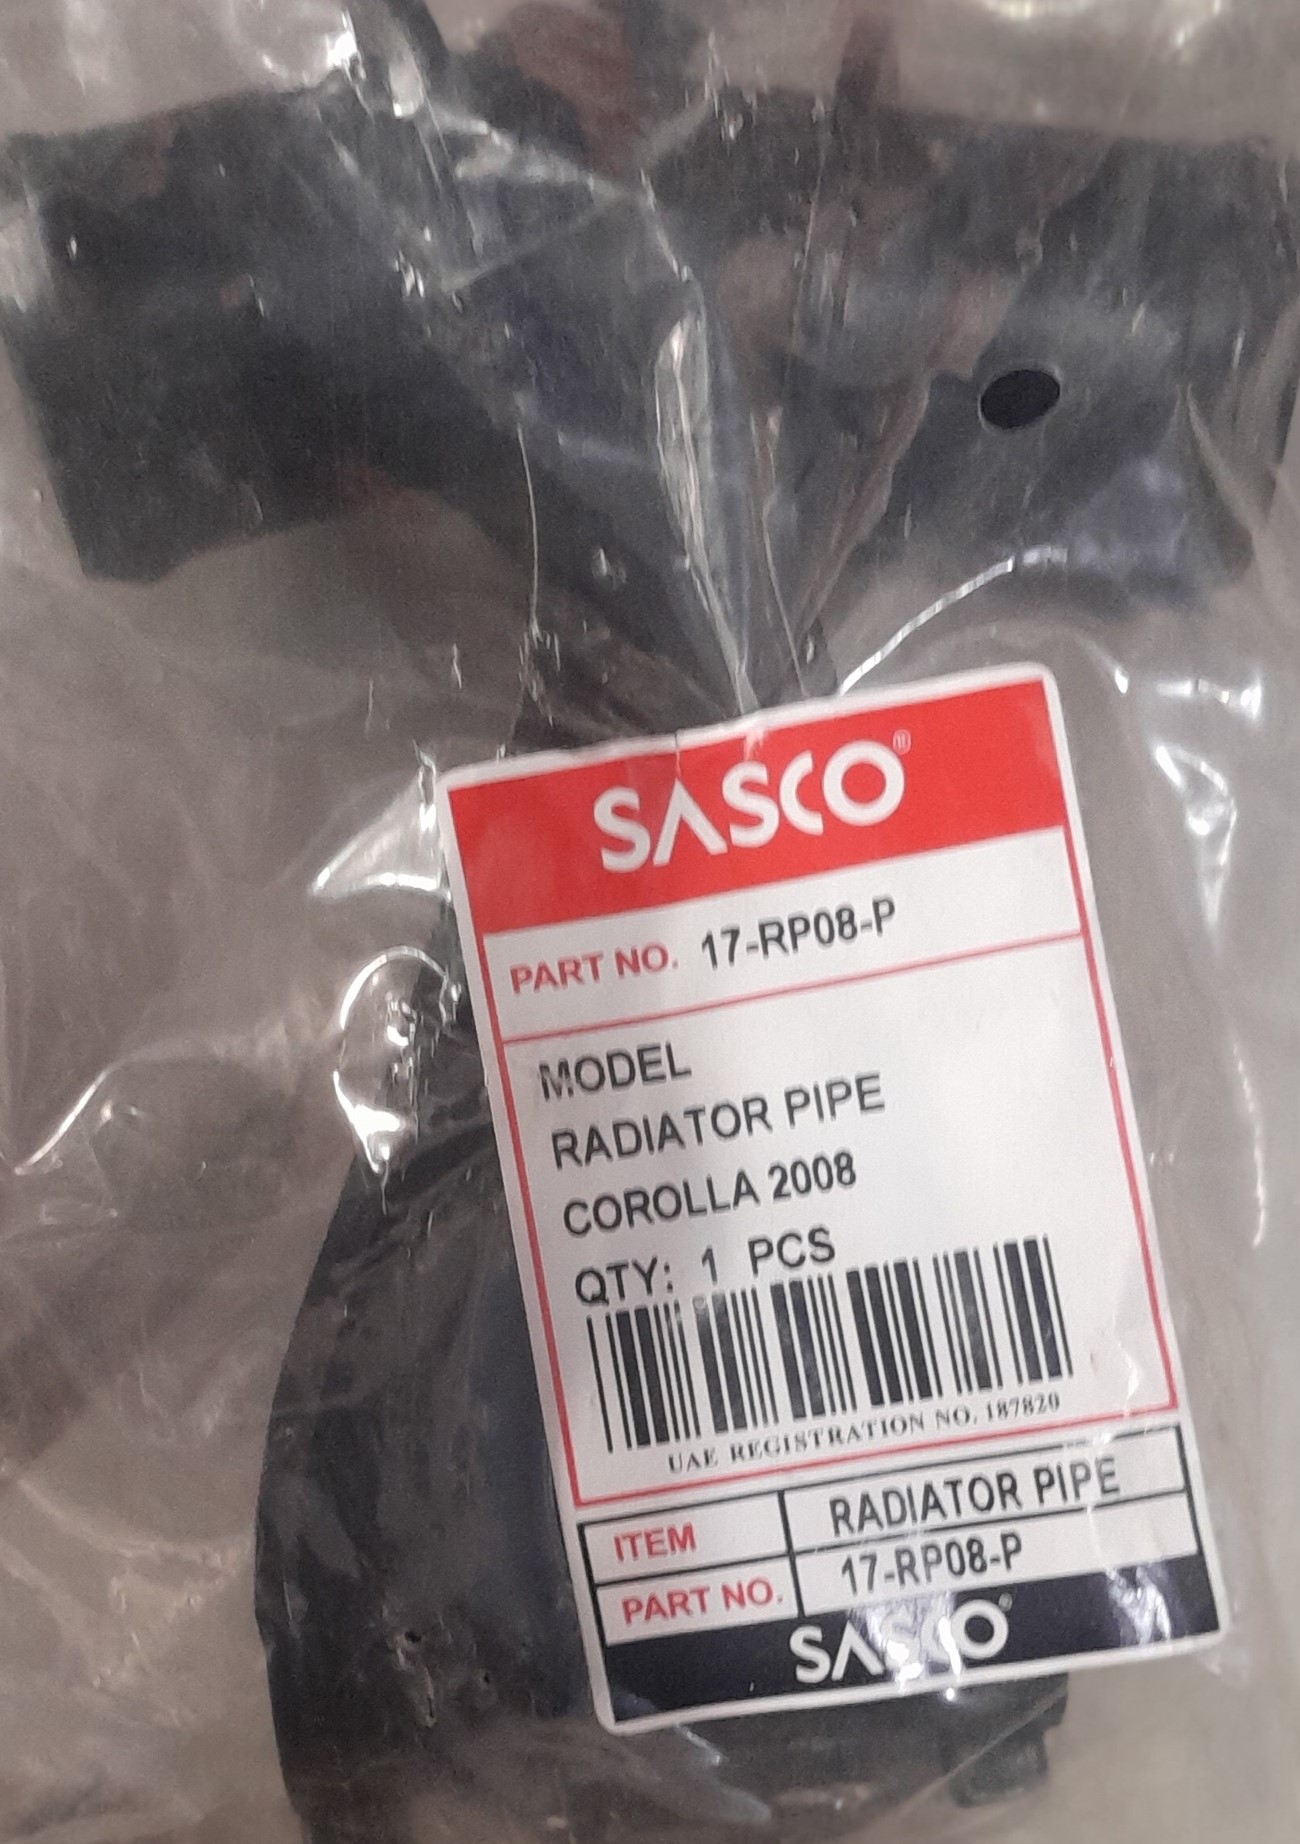 SASCO®
PART NO. 17-RP08-P
MODEL
RADIATOR PIPE
COROLLA 2008
QTY: 1 PCS
UAE REGISTRATION NO. 187820
ITEM RADIATOR PIPE
PART NO. 17-RP08-P
SASCO